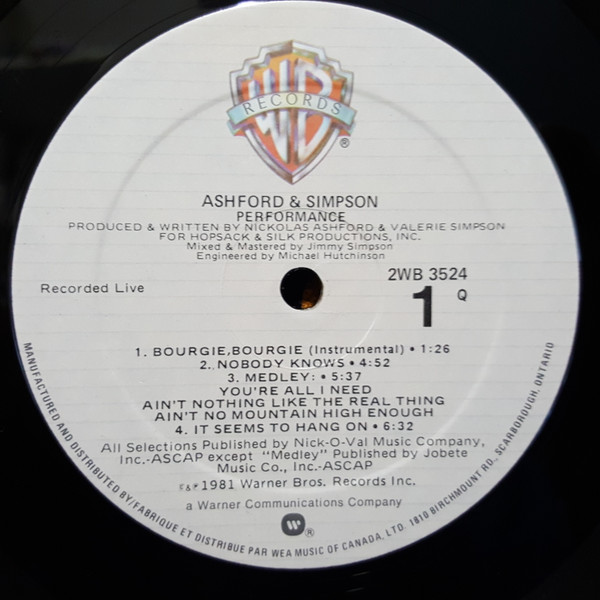 WB
RECORDS
®
ASHFORD & SIMPSON
PERFORMANCE
PRODUCED & WRITTEN BY NICKOLAS ASHFORD & VALERIE SIMPSON
FOR HOPSACK & SILK PRODUCTIONS, INC.
Mixed & Mastered by Jimmy Simpson
Engineered by Michael Hutchinson
2WB 3524
Recorded Live
1 Q
1. BOURGIE, BOURGIE (Instrumental) • 1:26
2. NOBODY KNOWS • 4:52
3. MEDLEY: • 5:37
YOU'RE ALL I NEED
AIN'T NOTHING LIKE THE REAL THING
AIN'T NO MOUNTAIN HIGH ENOUGH
4. IT SEEMS TO HANG ON • 6:32
All Selections Published by Nick-O-Val Music Company,
Inc.-ASCAP except "Medley" Published by Jobete
Music Co., Inc.-ASCAP
©&℗1981 Warner Bros. Records Inc.
a Warner Communications Company
®
MANUFACTURED AND DISTRIBUTED BY/FABRIQUE ET DISTRIBUE PAR WEA MUSIC OF CANADA, LTD. 1810 BIRCHMOUNT RD., SCARBOROUGH, ONTARIO